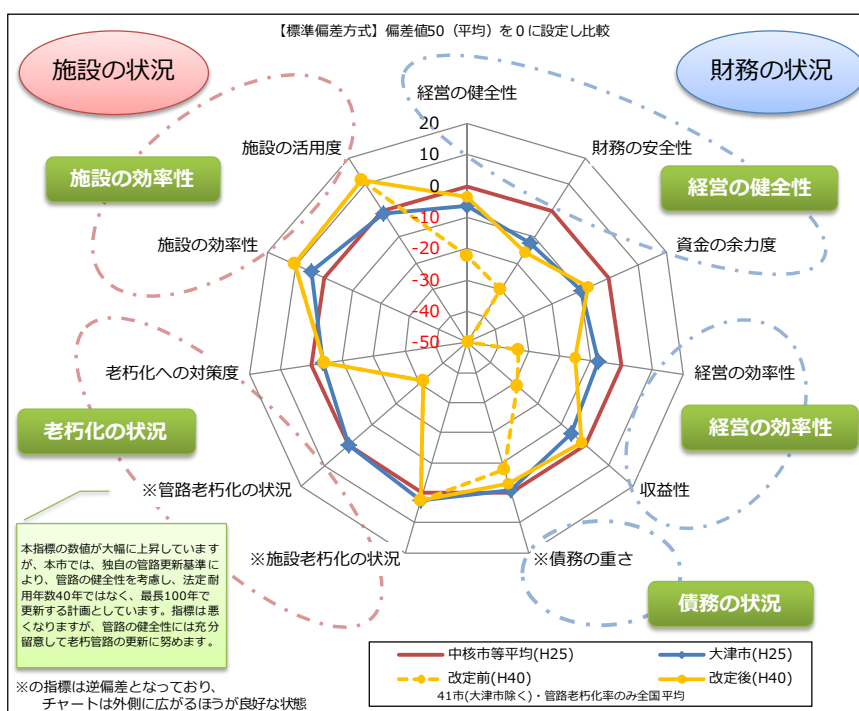 【標準偏差方式】偏差値50（平均）を0に設定し比較
施設の状況
財務の状況
経営の健全性
財務の安全性
資金の余力度
経営の効率性
収益性
※債務の重さ
※施設老朽化の状況
※管路老朽化の状況
老朽化への対策度
施設の効率性
施設の活用度
20
10
0
-10
-20
-30
-40
-50
施設の効率性
経営の健全性
老朽化の状況
経営の効率性
債務の状況
本指標の数値が大幅に上昇しています
が、本市では、独自の管路更新基準に
より、管路の健全性を考慮し、法定耐
用年数40年ではなく、最長100年で
更新する計画としています。指標は悪
くなりますが、管路の健全性には充分
留意して老朽管路の更新に努めます。
中核市等平均(H25)
大津市(H25)
改定前(H40)
改定後(H40)
41市(大津市除く)・管路老朽化率のみ全国平均
※の指標は逆偏差となっており、
チャートは外側に広がるほうが良好な状態